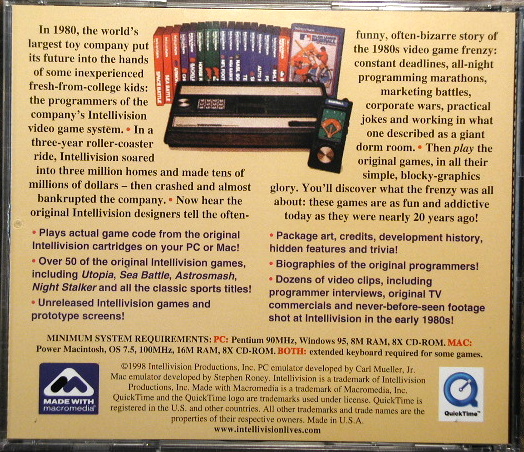 In 1980, the world's
largest toy company put
its future into the hands
of some inexperienced
fresh-from-college kids:
the programmers of the
company's Intellivision
video game system. • In a
three-year roller-coaster
ride, Intellivision soared
into three million homes and made tens of
millions of dollars – then crashed and almost
bankrupted the company. • Now hear the
original Intellivision designers tell the often-
funny, often-bizarre story of
the 1980s video game frenzy:
constant deadlines, all-night
programming marathons,
marketing battles,
corporate wars, practical
jokes and working in what
one described as a giant
dorm room. • Then play the
original games, in all their
simple, blocky-graphics
glory. You'll discover what the frenzy was all
about: these games are as fun and addictive
today as they were nearly 20 years ago!
• Plays actual game code from the original
Intellivision cartridges on your PC or Mac!
• Over 50 of the original Intellivision games,
including Utopia, Sea Battle, Astrosmash,
Night Stalker and all the classic sports titles!
• Unreleased Intellivision games and
prototype screens!
• Package art, credits, development history,
hidden features and trivia!
• Biographies of the original programmers!
• Dozens of video clips, including
programmer interviews, original TV
commercials and never-before-seen footage
shot at Intellivision in the early 1980s!
MINIMUM SYSTEM REQUIREMENTS: PC: Pentium 90MHz, Windows 95, 8M RAM, 8X CD-ROM. MAC:
Power Macintosh, OS 7.5, 100MHz, 16M RAM, 8X CD-ROM. BOTH: extended keyboard required for some games.
©1998 Intellivision Productions, Inc. PC emulator developed by Carl Mueller, Jr.
Mac emulator developed by Stephen Roney. Intellivision is a trademark of Intellivision
Productions, Inc. Made with Macromedia is a trademark of Macromedia, Inc.
QuickTime and the QuickTime logo are trademarks used under license. QuickTime is
registered in the U.S. and other countries. All other trademarks and trade names are the
properties of their respective owners. Made in U.S.A.
www.intellivisionlives.com
MADE WITH
macromedia®
QuickTime™